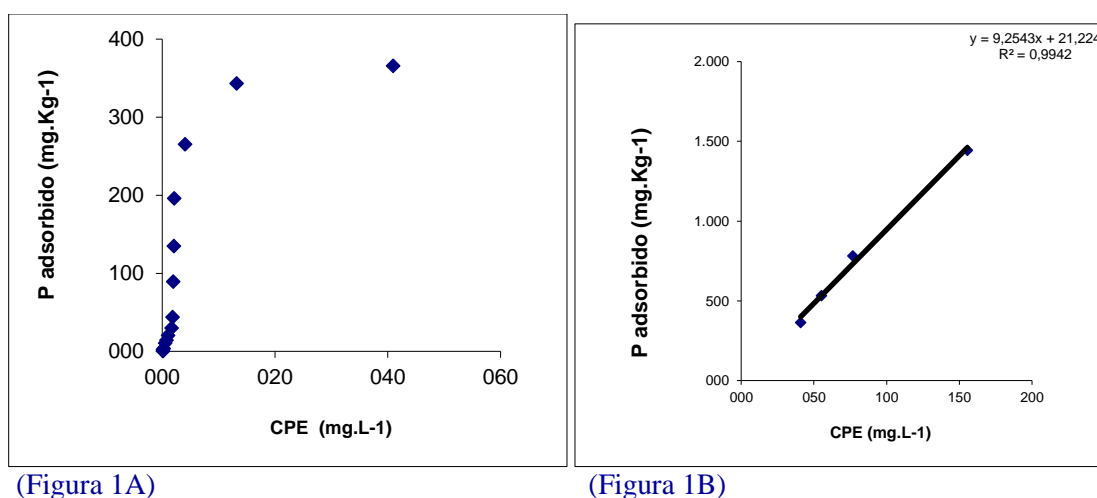 400
300
200
100
000
000 020 040 060
P adsorbido (mg.Kg-1)
CPE (mg.L-1)
y = 9,2543x + 21,224
R² = 0,9942
2.000
1.500
1.000
500
000
000 050 100 150 200
P adsorbido (mg.Kg-1)
CPE (mg.L-1)
(Figura 1A)
(Figura 1B)